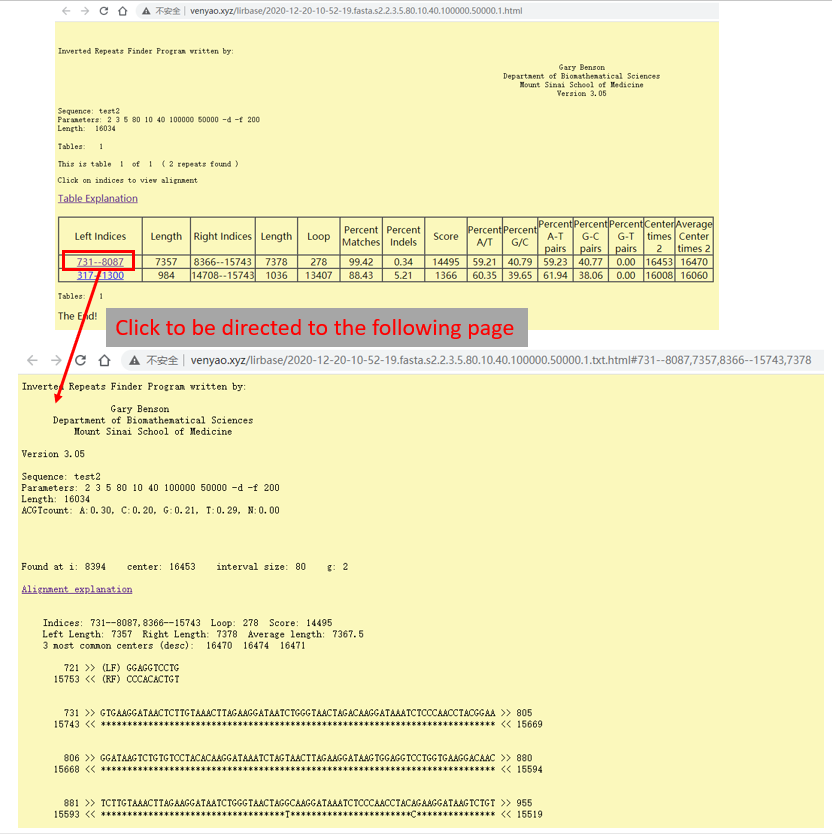 不安全 | venyao.xyz/lirbase/2020-12-20-10-52-19.fasta.s2.2.3.5.80.10.40.100000.50000.1.html
Inverted Repeats Finder Program written by:
Gary Benson
Department of Biomathematical Sciences
Mount Sinai School of Medicine
Version 3.05
Sequence: test2
Parameters: 2 3 5 80 10 40 100000 50000 -d -f 200
Length: 16034
Tables: 1
This is table 1 of 1 ( 2 repeats found )
Click on indices to view alignment
Table Explanation
Left Indices Length Right Indices Length Loop Percent Matches Percent Indels Score Percent A/T Percent G/C Percent A-T pairs Percent G-C pairs Percent G-T pairs Center times 2 Average Center times 2
731--8087 7357 8366--15743 7378 278 99.42 0.34 14495 59.21 40.79 59.23 40.77 0.00 16453 16470
317--1300 984 14708--15743 1036 13407 88.43 5.21 1366 60.35 39.65 61.94 38.06 0.00 16008 16060
Tables: 1
The End!
Click to be directed to the following page
不安全 | venyao.xyz/lirbase/2020-12-20-10-52-19.fasta.s2.2.3.5.80.10.40.100000.50000.1.txt.html#731--8087,7357,8366--15743,7378
Inverted Repeats Finder Program written by:
Gary Benson
Department of Biomathematical Sciences
Mount Sinai School of Medicine
Version 3.05
Sequence: test2
Parameters: 2 3 5 80 10 40 100000 50000 -d -f 200
Length: 16034
ACGTcount: A:0.30, C:0.20, G:0.21, T:0.29, N:0.00
Found at i: 8394 center: 16453 interval size: 80 g: 2
Alignment explanation
Indices: 731--8087,8366--15743 Loop: 278 Score: 14495
Left Length: 7357 Right Length: 7378 Average length: 7367.5
3 most common centers (desc): 16470 16474 16471
721 >> (LF) GGAGGTCCTG
15753 << (RF) CCCACACTGT
731 >> GTGAAGGATAACTCTTGTAAACTTAGAAGGATAATCTGGGTAACTAGACAAGGATAAATCTCCCAACCTACGGAA >> 805
15743 << *************************************************************************** << 15669
806 >> GGATAAGTCTGTGTCCTACACAAGGATAAATCTAGTAACTTAGAAGGATAAGTGGAGGTCCTGGTGAAGGACAAC >> 880
15668 << *************************************************************************** << 15594
881 >> TCTTGTAAACTTAGAAGGATAATCTGGGTAACTAGGCAAGGATAAATCTCCCAACCTACAGAAGGATAAGTCTGT >> 955
15593 << ***********************************T***********************C*************** << 15519